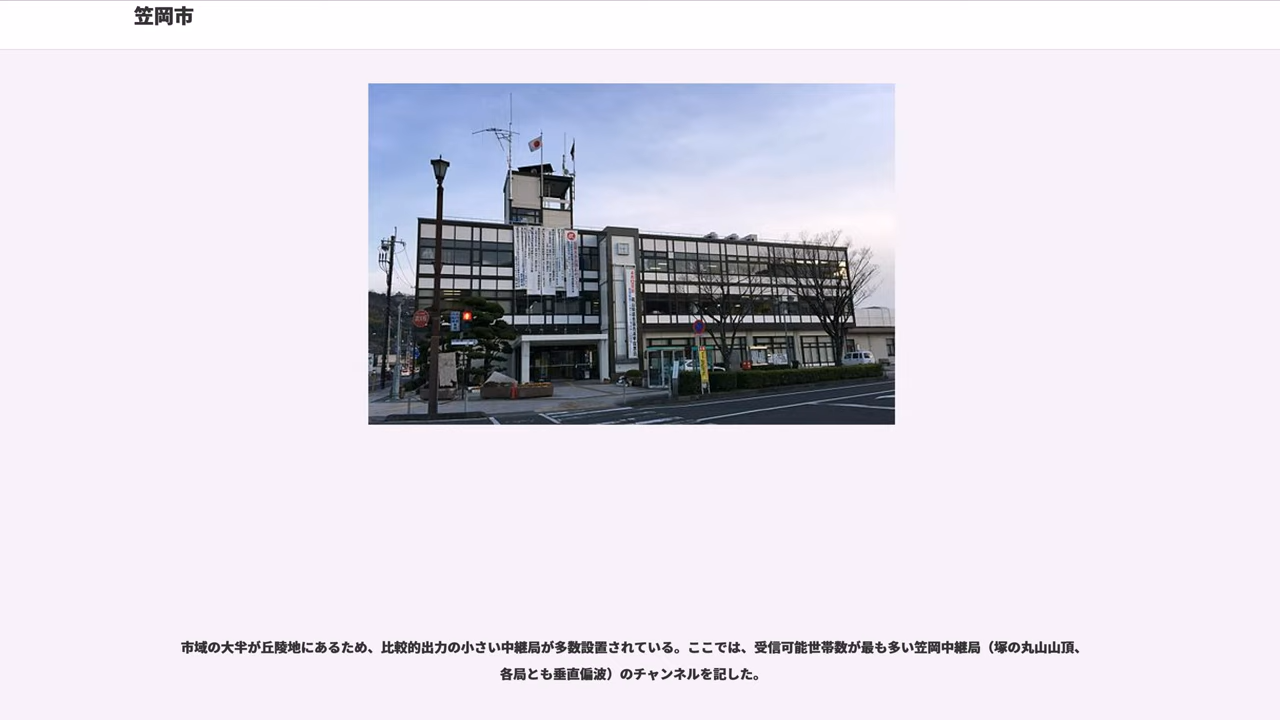 笠岡市
市域の大半が丘陵地にあるため、比較的出力の小さい中継局が多数設置されている。ここでは、受信可能世帯数が最も多い笠岡中継局（塚の丸山山頂、
各局とも垂直偏波）のチャンネルを記した。